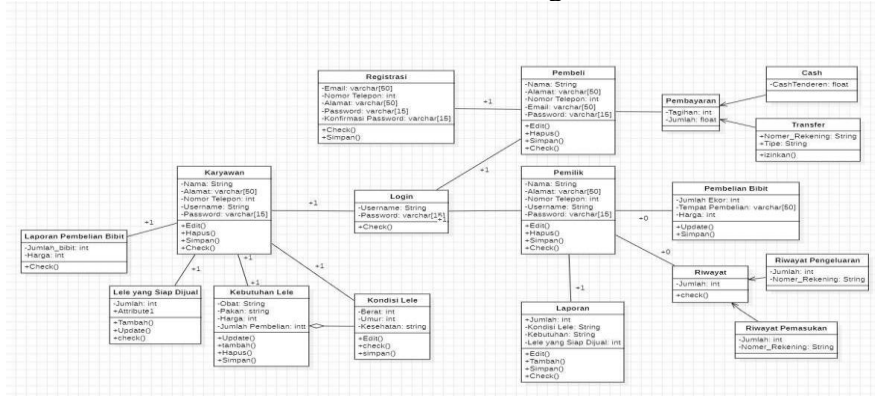 Registrasi
-Email: varchar[50]
-Nomor Telepon: int
-Alamat: varchar[50]
-Password: varchar[15]
-Konfirmasi Password: varchar[15]
+Check()
+Simpan()
+1
Pembeli
-Nama: String
-Alamat: varchar[50]
-Nomor Telepon: int
-Email: varchar[50]
-Password: varchar[15]
+Edit()
+Hapus()
+Simpan()
+Check()
Pembayaran
-Tagihan: int
-Jumlah: float
Cash
-CashTenderen: float
Transfer
+Nomer_Rekening: String
+Tipe: String
+Izinkan()
+1
Karyawan
-Nama: String
-Alamat: varchar[50]
-Nomor Telepon: int
-Username: String
-Password: varchar[15]
+Edit()
+Hapus()
+Simpan()
+Check()
+1
Login
-Username: String
-Password: varchar[15]
+1
+Check()
Pemilik
-Nama: String
-Alamat: varchar[50]
-Nomor Telepon: int
-Username: String
-Password: varchar[15]
+Edit()
+Hapus()
+Simpan()
+Check()
+0
Pembelian Bibit
-Jumlah Ekor: int
-Tempat Pembelian: varchar[50]
-Harga: int
+Update()
+Simpan()
+1
Laporan Pembelian Bibit
-Jumlah_bibit: int
-Harga: int
+Check()
+1
+1
+1
+1
+0
Lele yang Siap Dijual
-Jumlah: int
+Attribute1
+Tambah()
+Update()
+check()
Kebutuhan Lele
-Obat: String
-Pakan: string
-Harga: int
-Jumlah Pembelian: intt
+Update()
+tambah()
+Hapus()
+Simpan()
Kondisi Lele
-Berat: int
-Umur: int
-Kesehatan: string
+Edit()
+check()
+simpan()
Laporan
+Jumlah: int
-Kondisi Lele: String
-Kebutuhan: String
-Lele yang Siap Dijual: int
+Edit()
+Tambah()
+Simpan()
+Check()
Riwayat
-Jumlah: int
+check()
Riwayat Pengeluaran
-Jumlah: int
-Nomer_Rekening: String
Riwayat Pemasukan
-Jumlah: int
-Nomer_Rekening: String